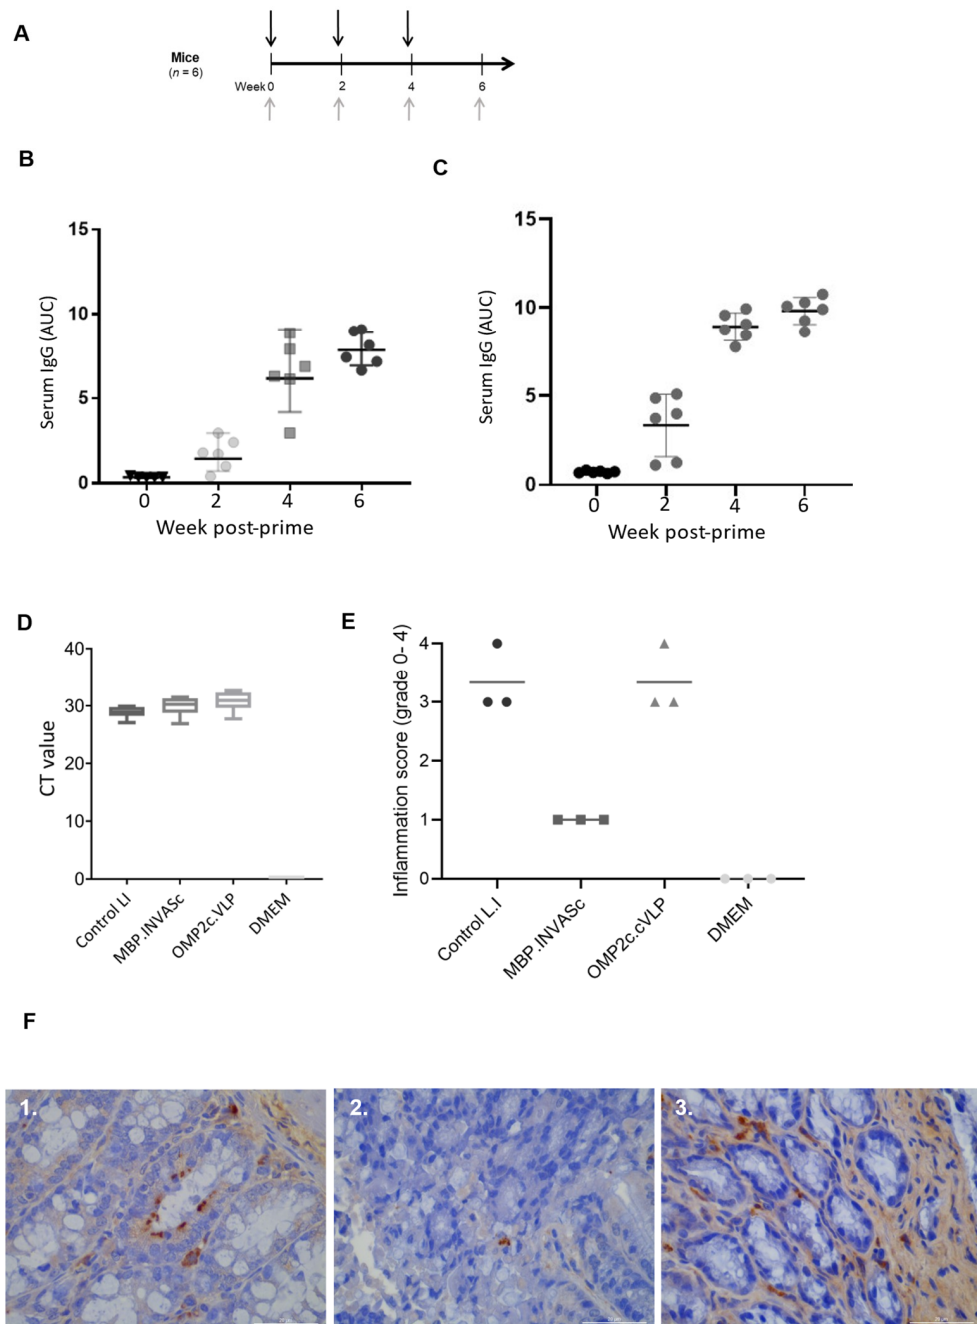 A
Mice
(n = 6)
Week 0 2 4 6
B
C
15
10
5
0
Serum IgG (AUC)
0 2 4 6
Week post-prime
15
10
5
0
Serum IgG (AUC)
0 2 4 6
Week post-prime
D
40
30
20
10
0
CT value
Control LI
MBP.INVASc
OMP2c.VLP
DMEM
E
4
3
2
1
0
Inflammation score (grade 0- 4)
Control L.I
MBP.INVASc
OMP2c.cVLP
DMEM
F
1.
2.
3.